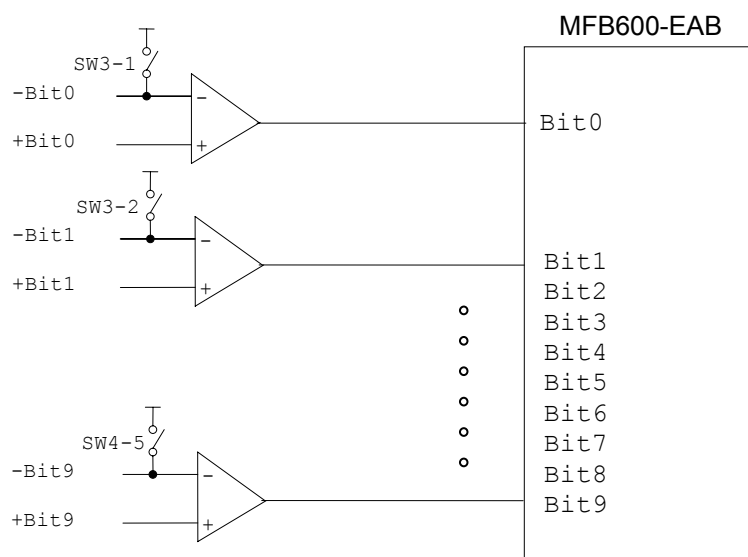 MFB600-EAB
SW3-1
-Bit0
+Bit0
Bit0
SW3-2
-Bit1
+Bit1
Bit1
Bit2
Bit3
Bit4
Bit5
Bit6
Bit7
Bit8
Bit9
SW4-5
-Bit9
+Bit9